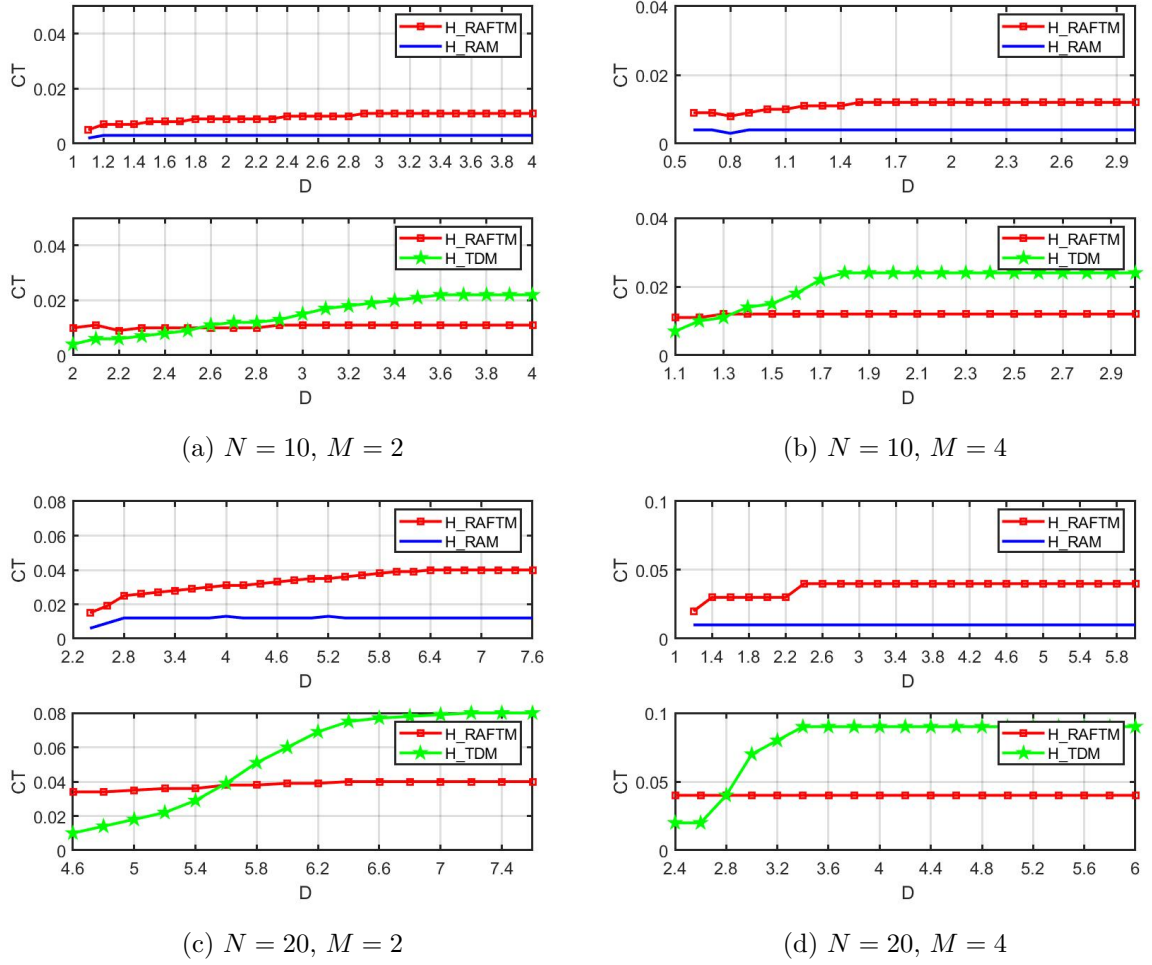 0.04
0.02
0
CT
H_RAFTM
H_RAM
1 1.2 1.4 1.6 1.8 2 2.2 2.4 2.6 2.8 3 3.2 3.4 3.6 3.8 4
D
0.04
0.02
0
CT
H_RAFTM
H_RAM
0.5 0.8 1.1 1.4 1.7 2 2.3 2.6 2.9
D
0.04
0.02
0
CT
H_RAFTM
H_TDM
2 2.2 2.4 2.6 2.8 3 3.2 3.4 3.6 3.8 4
D
0.04
0.02
0
CT
H_RAFTM
H_TDM
1.1 1.3 1.5 1.7 1.9 2.1 2.3 2.5 2.7 2.9
D
(a) N = 10, M = 2
(b) N = 10, M = 4
0.08
0.06
0.04
0.02
0
CT
H_RAFTM
H_RAM
2.2 2.8 3.4 4 4.6 5.2 5.8 6.4 7 7.6
D
0.1
0.05
0
CT
H_RAFTM
H_RAM
1 1.4 1.8 2.2 2.6 3 3.4 3.8 4.2 4.6 5 5.4 5.8
D
0.08
0.06
0.04
0.02
0
CT
H_RAFTM
H_TDM
4.6 5 5.4 5.8 6.2 6.6 7 7.4
D
0.1
0.05
0
CT
H_RAFTM
H_TDM
2.4 2.8 3.2 3.6 4 4.4 4.8 5.2 5.6 6
D
(c) N = 20, M = 2
(d) N = 20, M = 4